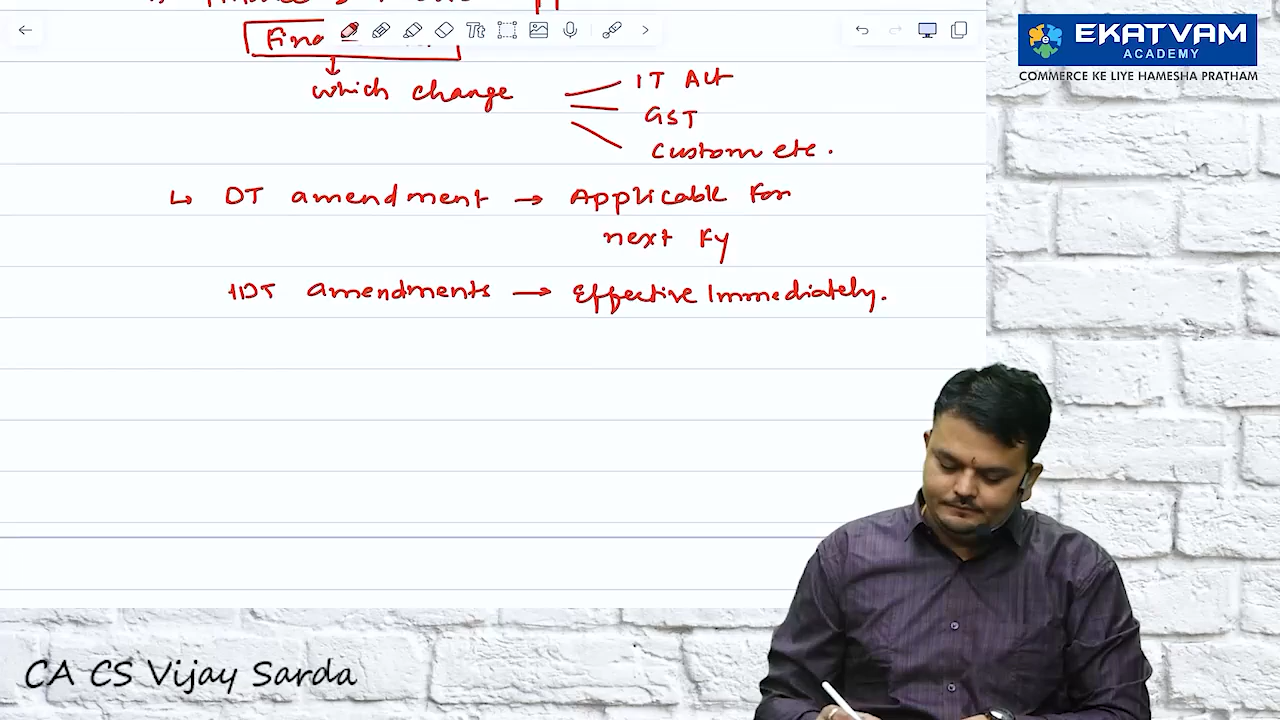 which change
IT Act
GST
Custom etc.
↳ DT amendment → Applicable for
next Fy
IDT amendments → Effective Immediately.
EKATVAM
ACADEMY
COMMERCE KE LIYE HAMESHA PRATHAM
CA CS Vijay Sarda